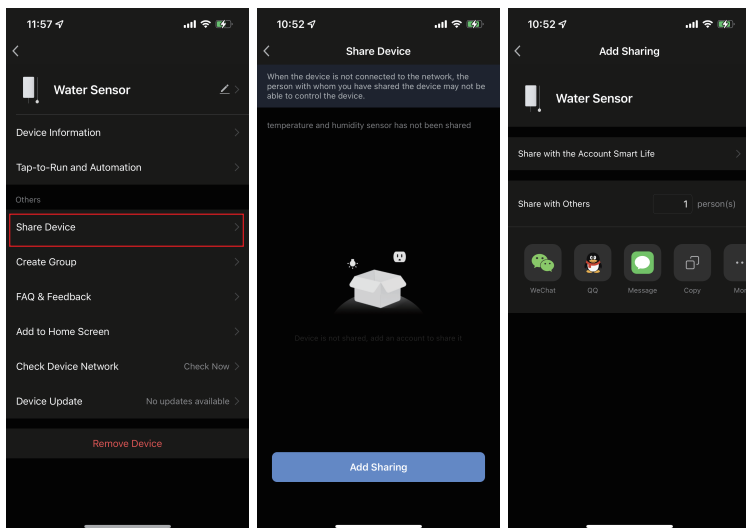 11:57
Water Sensor
Device Information
Tap-to-Run and Automation
Others
Share Device
Create Group
FAQ & Feedback
Add to Home Screen
Check Device Network
Check Now
Device Update
No updates available
Remove Device
10:52
Share Device
When the device is not connected to the network, the
person with whom you have shared the device may not be
able to control the device.
temperature and humidity sensor has not been shared
Device is not shared, add an account to share it
Add Sharing
10:52
Add Sharing
Water Sensor
Share with the Account Smart Life
Share with Others
1 person(s)
WeChat
QQ
Message
Copy
Mor